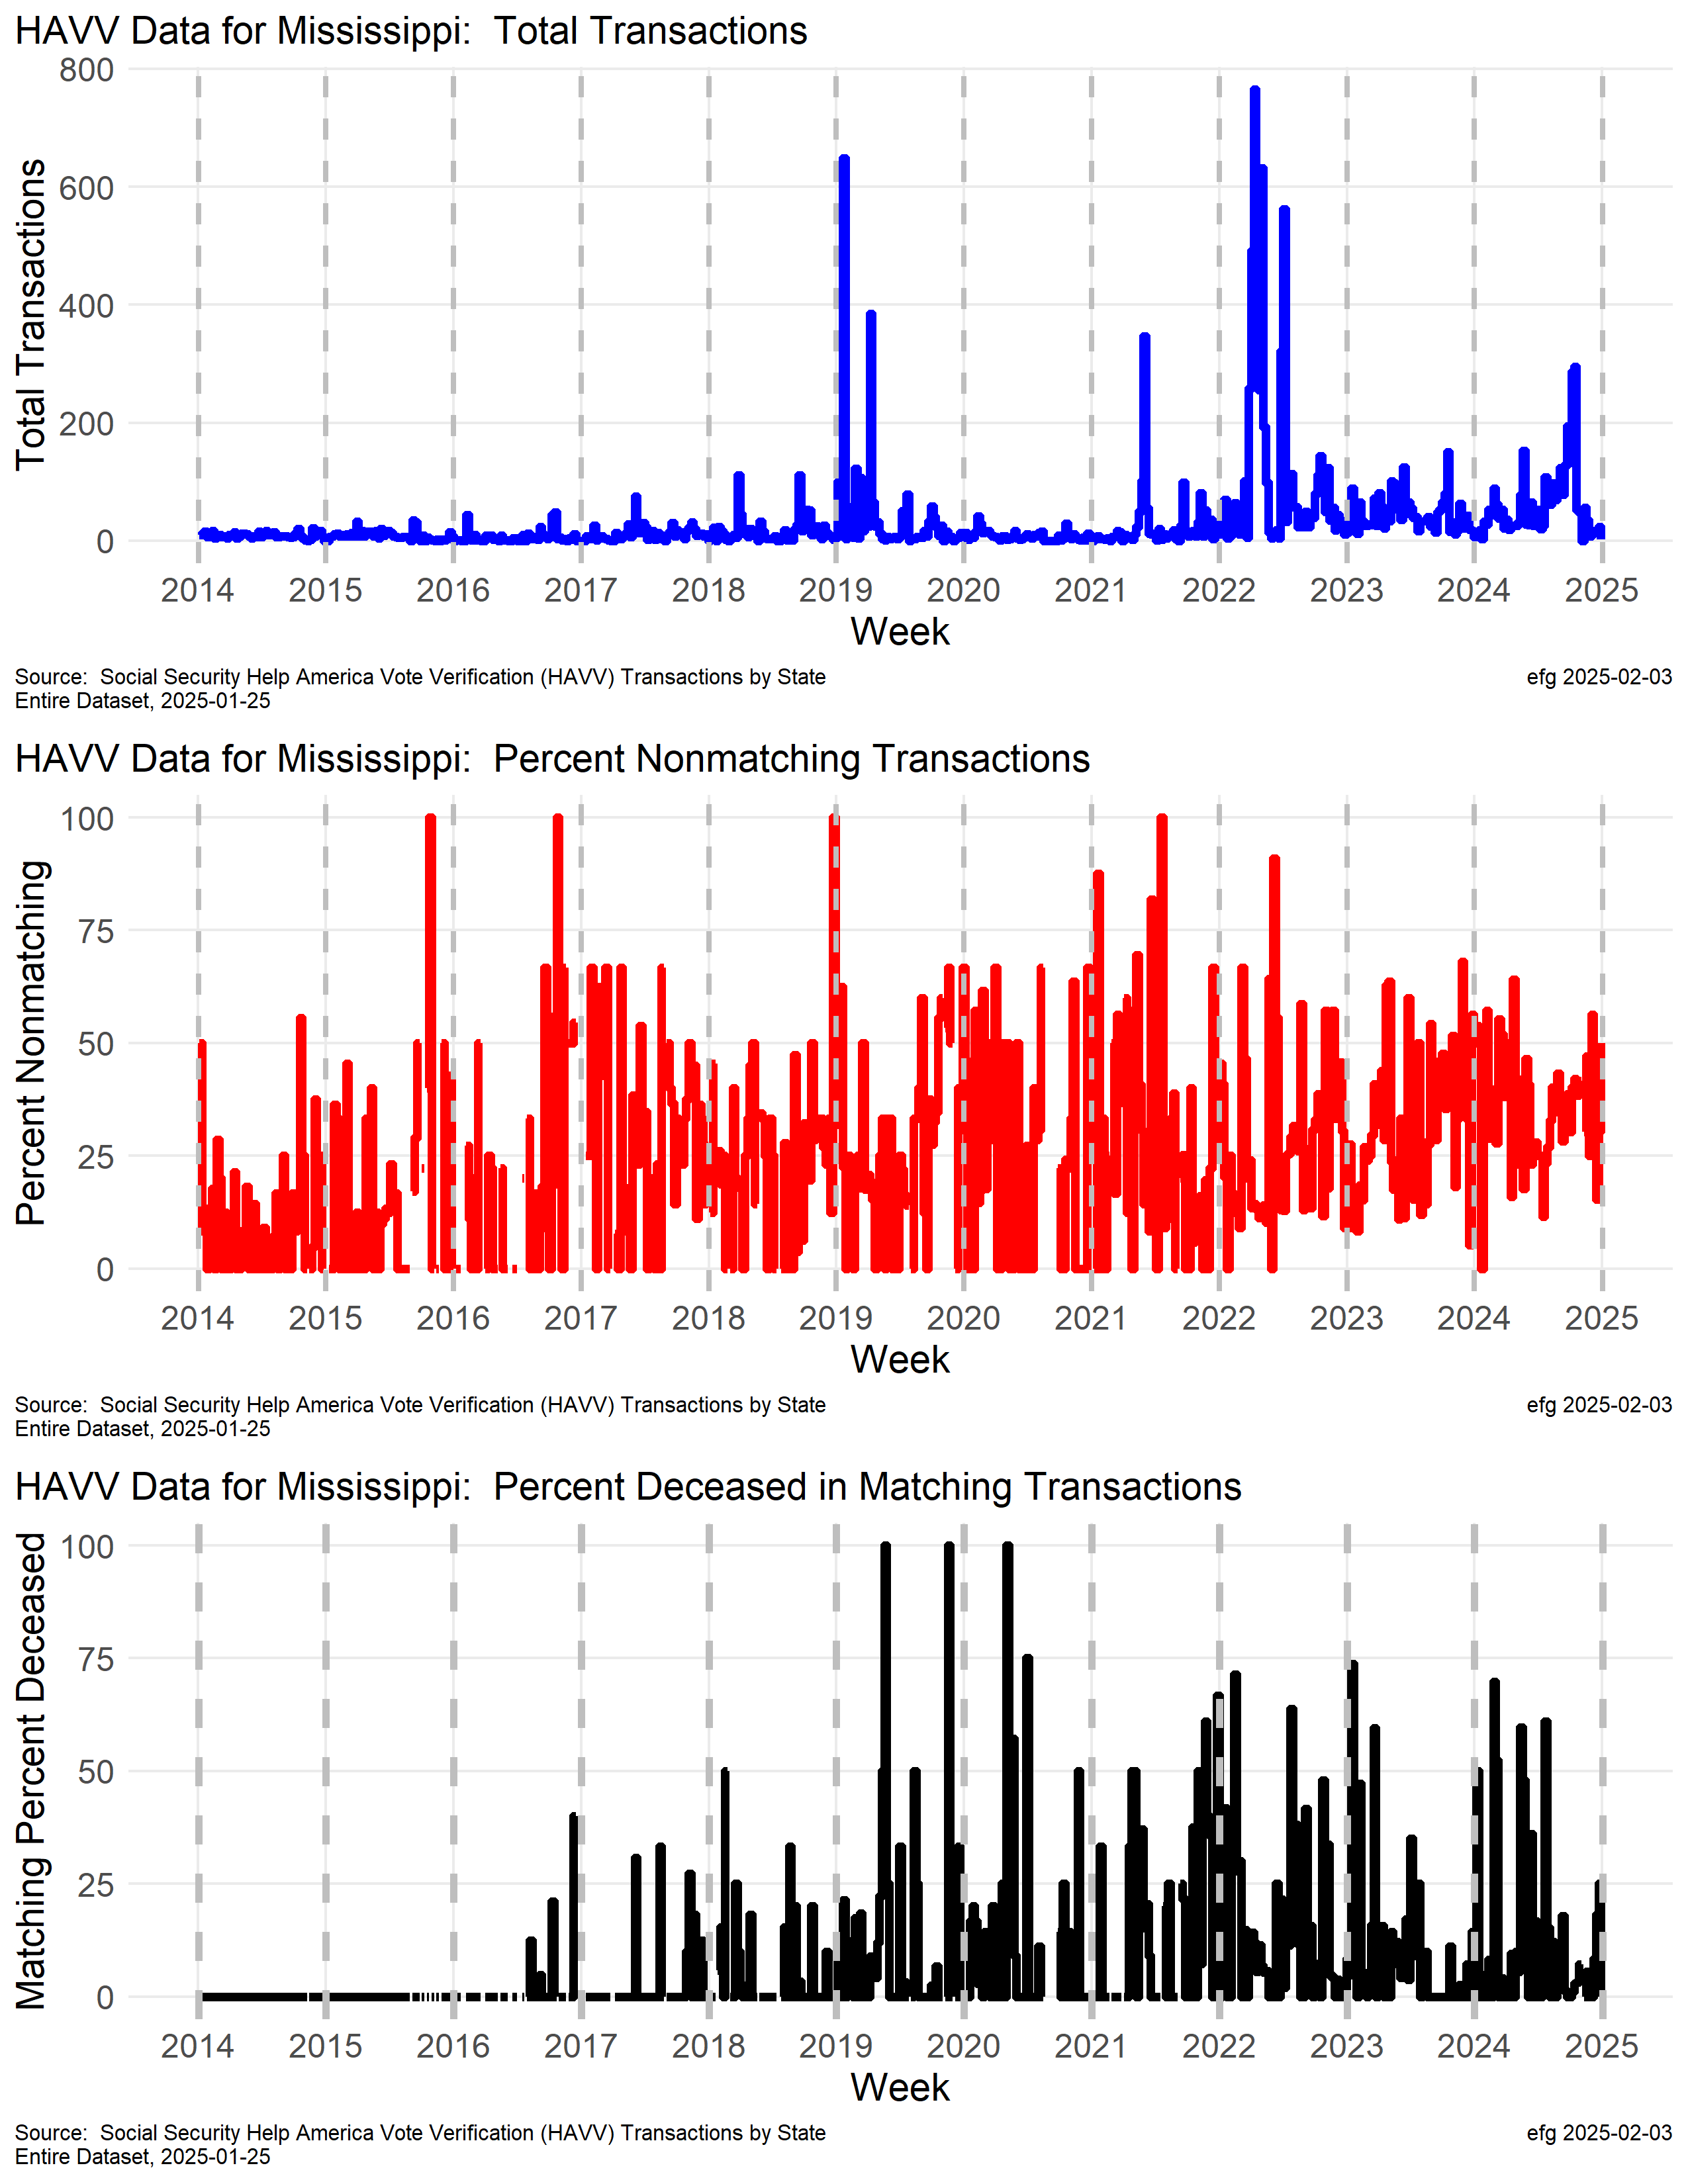 HAVV Data for Mississippi:  Total Transactions
Total Transactions
800
600
400
200
0
2014 2015 2016 2017 2018 2019 2020 2021 2022 2023 2024 2025
Week
Source:  Social Security Help America Vote Verification (HAVV) Transactions by State
Entire Dataset, 2025-01-25
efg 2025-02-03
HAVV Data for Mississippi:  Percent Nonmatching Transactions
Percent Nonmatching
100
75
50
25
0
2014 2015 2016 2017 2018 2019 2020 2021 2022 2023 2024 2025
Week
Source:  Social Security Help America Vote Verification (HAVV) Transactions by State
Entire Dataset, 2025-01-25
efg 2025-02-03
HAVV Data for Mississippi:  Percent Deceased in Matching Transactions
Matching Percent Deceased
100
75
50
25
0
2014 2015 2016 2017 2018 2019 2020 2021 2022 2023 2024 2025
Week
Source:  Social Security Help America Vote Verification (HAVV) Transactions by State
Entire Dataset, 2025-01-25
efg 2025-02-03